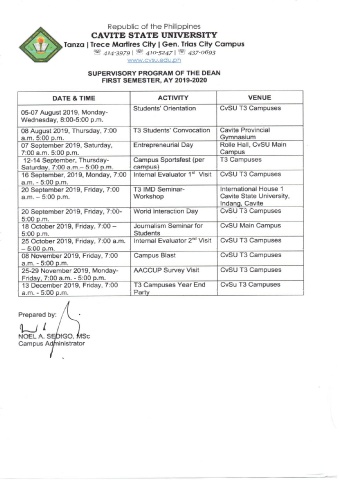 Republic of the Philippines
CAVITE STATE UNIVERSITY
Tanza | Trece Martires City | Gen. Trias City Campus
☏ 414-3979 | ☏ 410-5247 | ☏ 437-0693
www.cvsu.edu.ph
SUPERVISORY PROGRAM OF THE DEAN
FIRST SEMESTER, AY 2019-2020
DATE & TIME ACTIVITY VENUE
05-07 August 2019, Monday- Students' Orientation CvSU T3 Campuses
Wednesday, 8:00-5:00 p.m.
08 August 2019, Thursday, 7:00 T3 Students' Convocation Cavite Provincial
a.m. 5:00 p.m. Gymnasium
07 September 2019, Saturday, Entrepreneurial Day Rolle Hall, CvSU Main
7:00 a.m. 5:00 p.m. Campus
12-14 September, Thursday- Campus Sportsfest (per T3 Campuses
Saturday, 7:00 a.m. – 5:00 p.m. campus)
16 September, 2019, Monday, 7:00 Internal Evaluator 1st Visit CvSU T3 Campuses
a.m. - 5:00 p.m.
20 September, 2019, Friday, 7:00 T3 IMD Seminar- International House 1
a.m. – 5:00 p.m. Workshop Cavite State University,
Indang, Cavite
20 September, 2019, Friday, 7:00- World Interaction Day CvSU T3 Campuses
5:00 p.m.
18 October, 2019, Friday, 7:00 – Journalism Seminar for CvSU Main Campus
5:00 p.m. Students
25 October 2019, Friday, 7:00 a.m. Internal Evaluator 2nd Visit CvSU T3 Campuses
– 5:00 p.m.
08 November 2019, Friday, 7:00 Campus Blast CvSU T3 Campuses
a.m. - 5:00 p.m.
25-29 November 2019, Monday- AACCUP Survey Visit CvSU T3 Campuses
Friday, 7:00 a.m. - 5:00 p.m.
13 December 2019, Friday, 7:00 T3 Campuses Year End CvSU T3 Campuses
a.m. - 5:00 p.m. Party
Prepared by:
NOEL A. SEDIGO, MSc
Campus Administrator